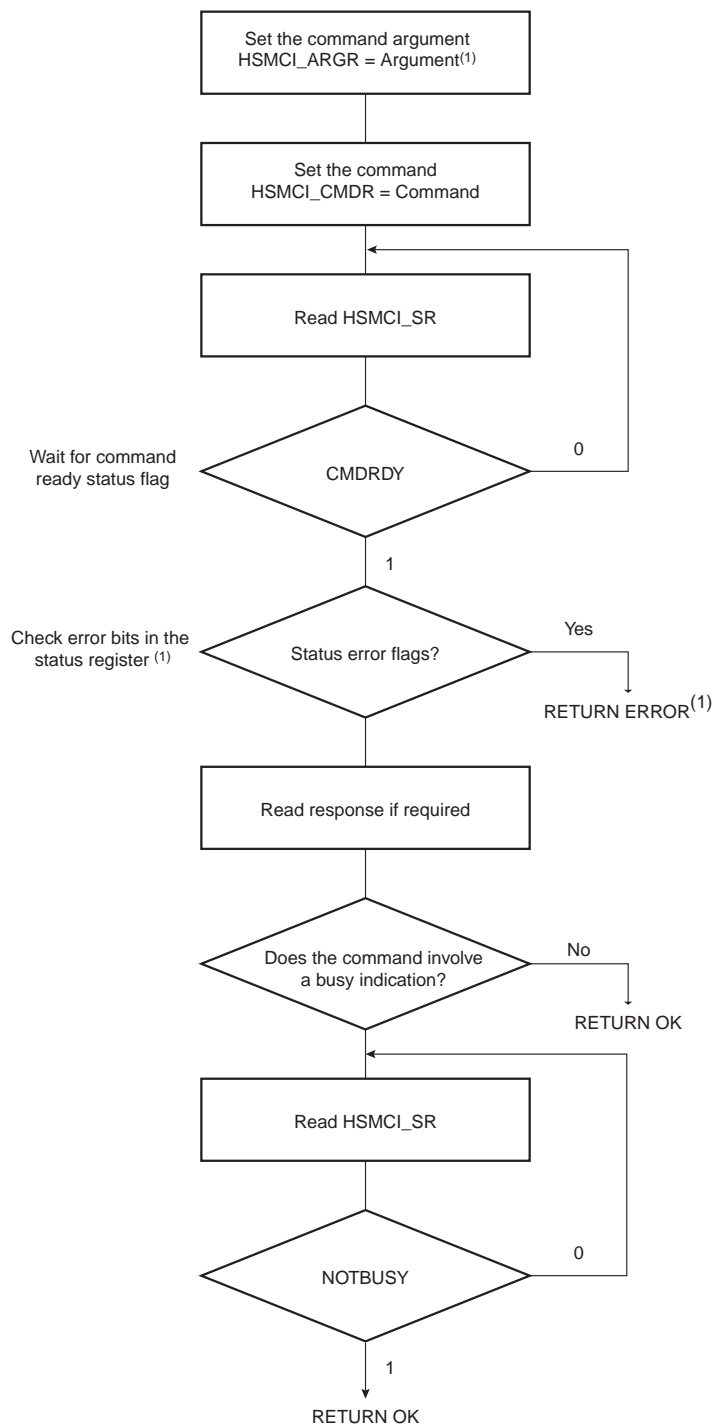 Set the command argument
HSMCI_ARGR = Argument(1)
Set the command
HSMCI_CMDR = Command
Read HSMCI_SR
Wait for command
ready status flag
CMDRDY
0
1
Check error bits in the
status register (1)
Status error flags?
Yes
RETURN ERROR(1)
Read response if required
Does the command involve
a busy indication?
No
RETURN OK
Read HSMCI_SR
NOTBUSY
0
1
RETURN OK